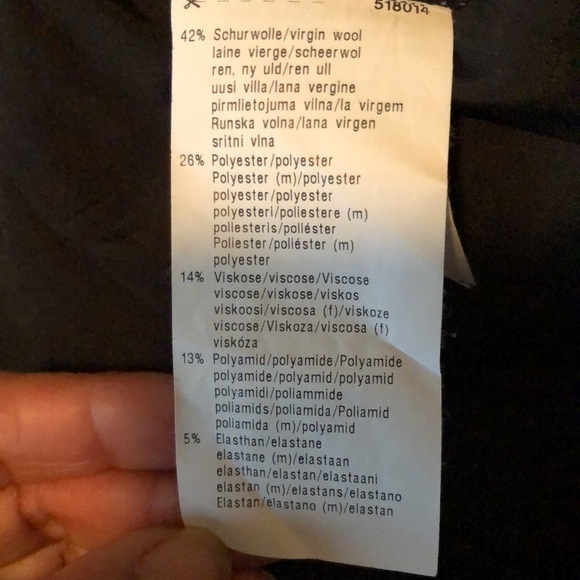 518014
42% Schurwolle/virgin wool
laine vierge/scheerwol
ren, ny uld/ren ull
uusi villa/lana vergine
pirmlietojuma vilna/la virgem
Runska volna/lana virgen
sritni vlna
26% Polyester/polyester
Polyester (m)/polyester
polyester/polyester
polyesteri/poliestere (m)
poliesteris/poliéster
Poliester/poliéster (m)
polyester
14% Viskose/viscose/Viscose
viscose/viskose/viskos
viskoosi/viscosa (f)/viskoze
viscose/Viskoza/viscosa (f)
viskóza
13% Polyamid/polyamide/Polyamide
polyamide/polyamid/polyamid
polyamidi/poliammide
poliamids/poliamida/Poliamid
poliamida (m)/polyamid
5% Elasthan/elastane
elastane (m)/elastaan
elasthan/elastan/elastaani
elastan (m)/elastans/elastano
Elastan/elastano (m)/elastan